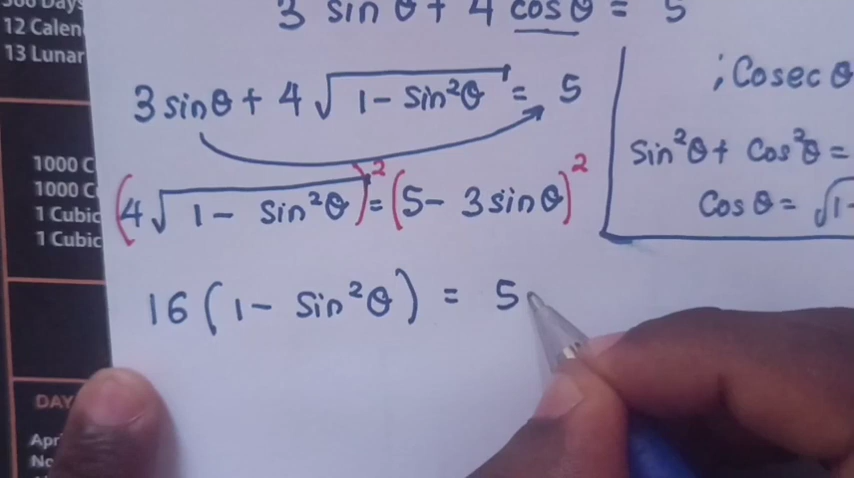 300 Days
12 Calen
13 Lunar
1000 C
1000 C
1 Cubic
1 Cubic
DAY
Apr
No
3 sin θ + 4 cos θ = 5
3 sinθ + 4√1 - sin²θ = 5
(4√1 - sin²θ)² = (5 - 3 sinθ)²
16 (1 - sin²θ) = 5
; Cosec θ
sin²θ + cos²θ =
Cos θ = √1-